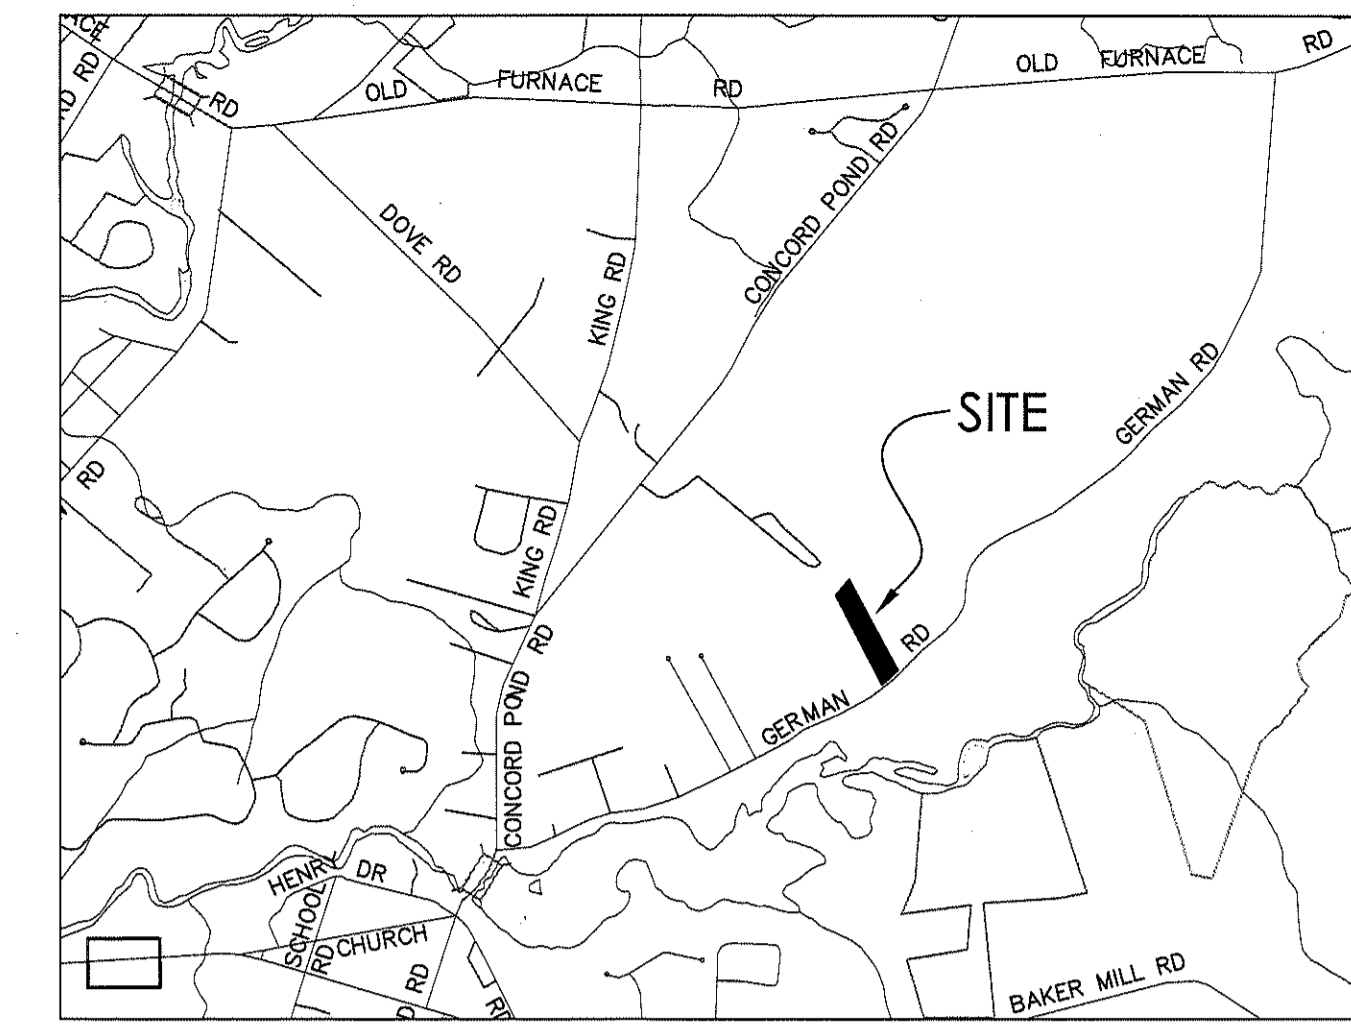 RD
RD
OLD FURNACE RD
OLD FURNACE RD
DOVE RD
KING RD
CONCORD POND RD
GERMAN RD
SITE
RD
KING RD
CONCORD POND RD
GERMAN RD
HENRY DR
SCHOOL RD
CHURCH
RD
RD
BAKER MILL RD